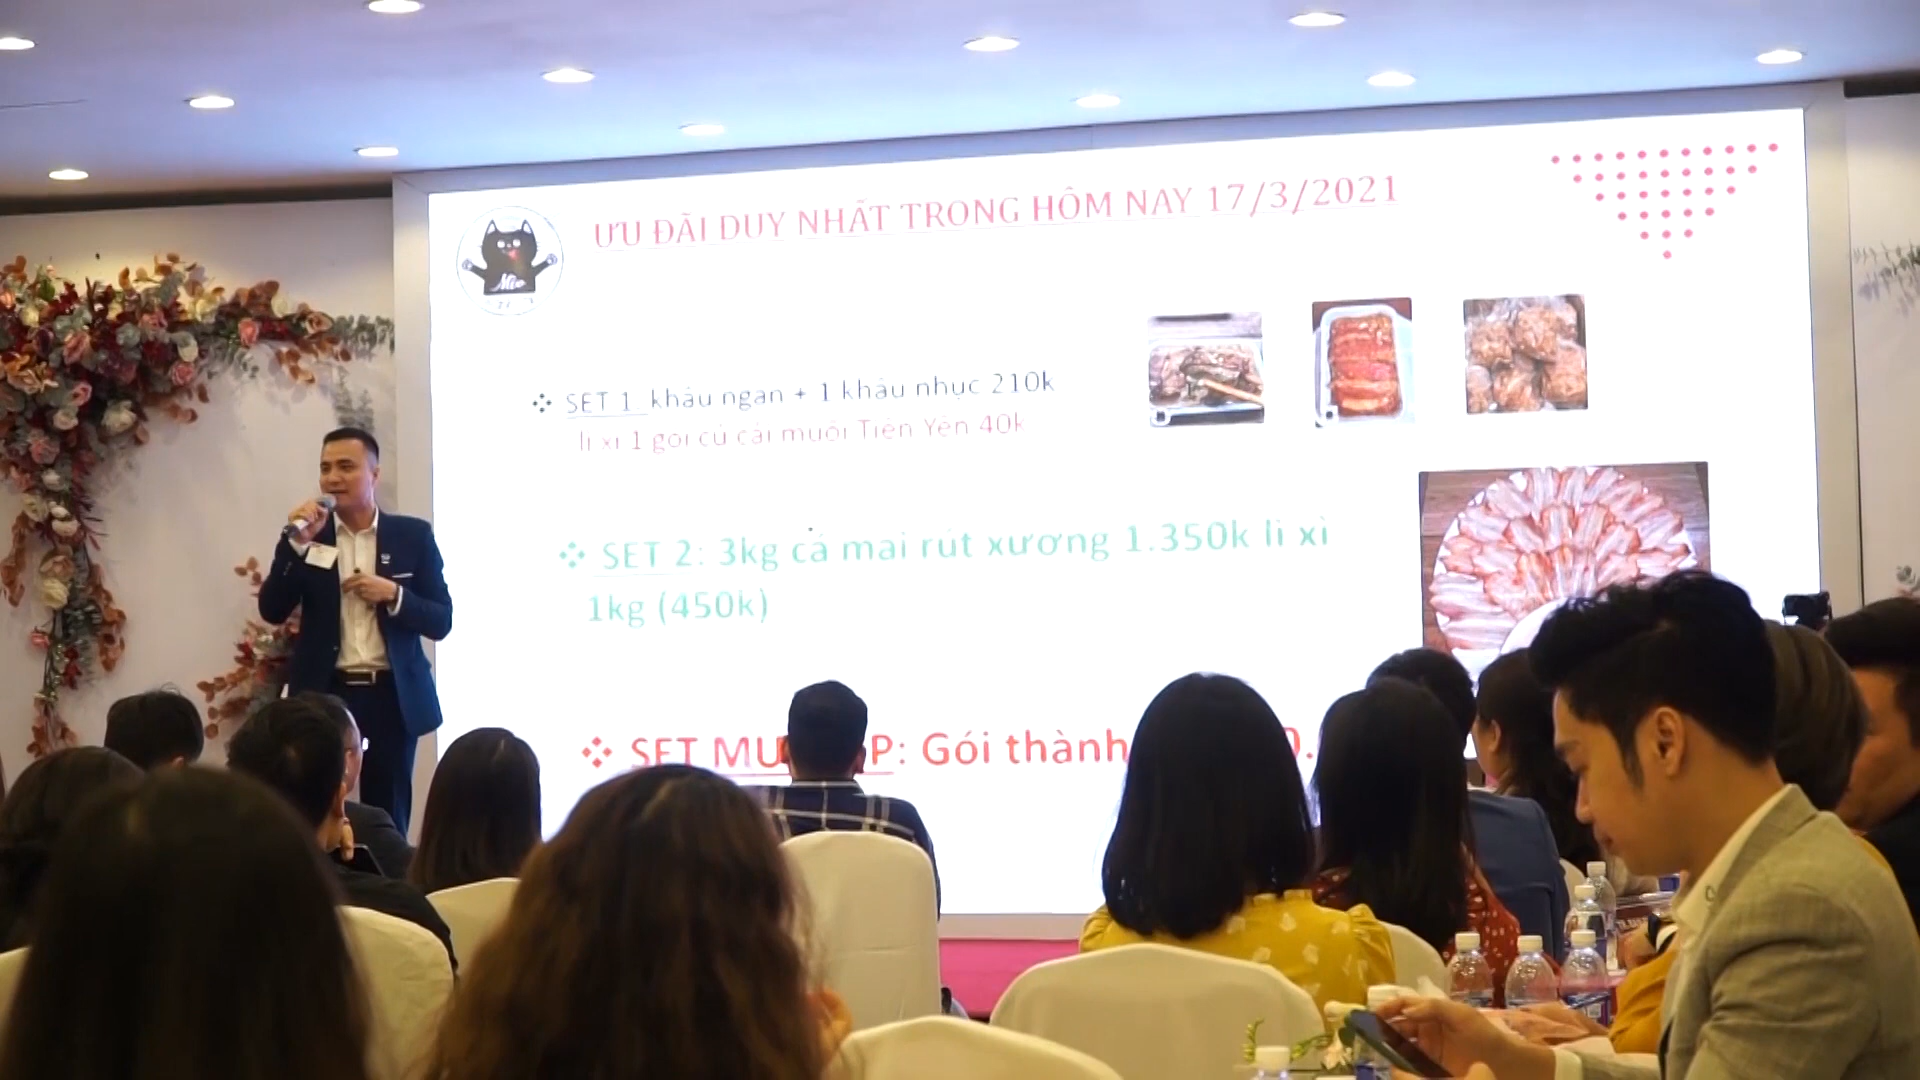 ƯU ĐÃI DUY NHẤT TRONG HÔM NAY 17/3/2021
Mio
SET 1 khâu ngan + 1 khâu nhục 210k
lì xì 1 gói củ cải muối Tiên Yên 40k
SET 2: 3kg cá mai rút xương 1.350k lì xì
1kg (450k)
SET : Gói thành